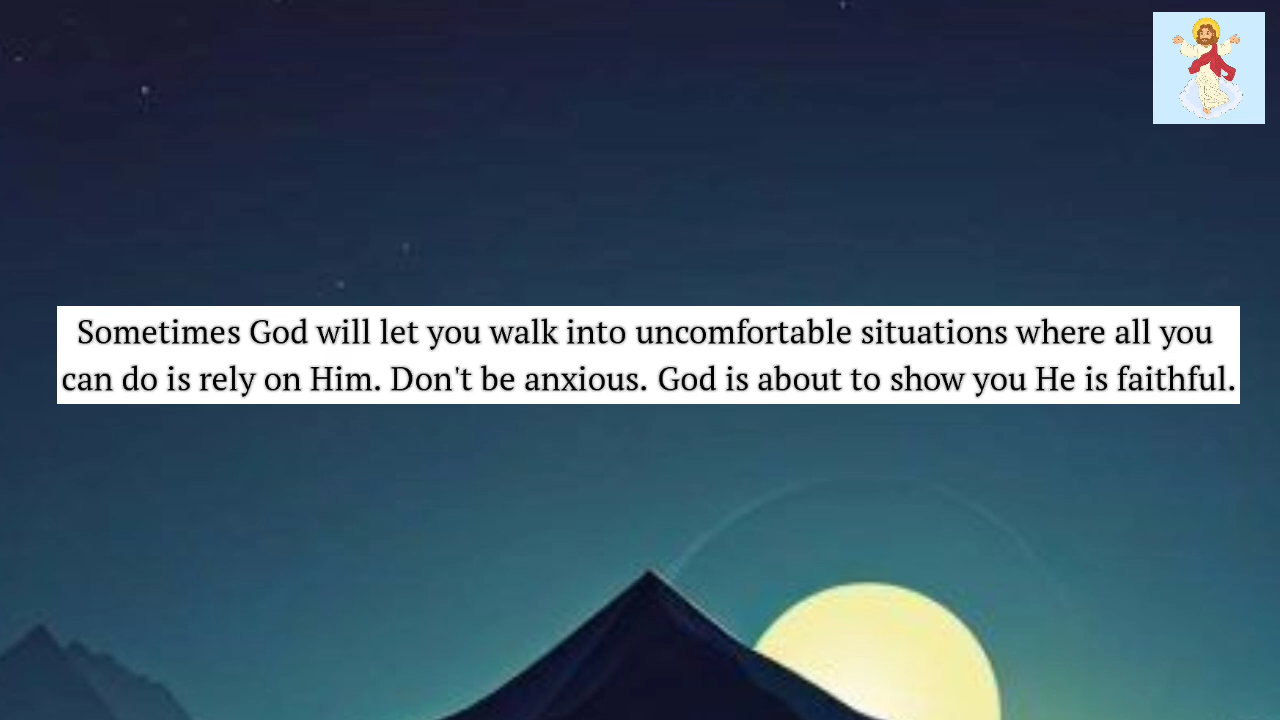 Sometimes God will let you walk into uncomfortable situations where all you
can do is rely on Him. Don't be anxious. God is about to show you He is faithful.